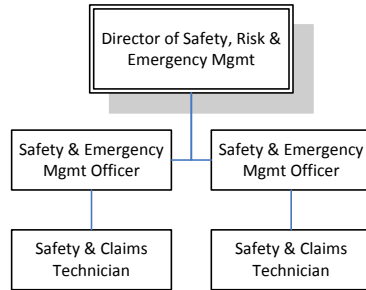 Director of Safety, Risk &
Emergency Mgmt
Safety & Emergency
Mgmt Officer
Safety & Emergency
Mgmt Officer
Safety & Claims
Technician
Safety & Claims
Technician